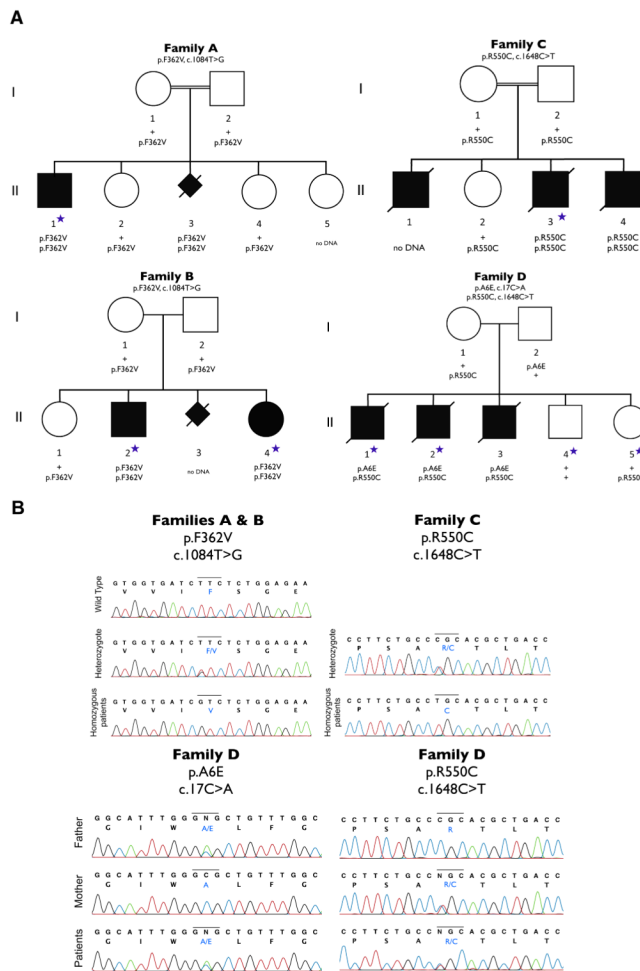 A
Family A
p.F362V, c.1084T>G
I
1
+
p.F362V
2
+
p.F362V
II
1
p.F362V
p.F362V
2
+
p.F362V
3
p.F362V
p.F362V
4
+
p.F362V
5
no DNA
Family C
p.R550C, c.1648C>T
I
1
+
p.R550C
2
+
p.R550C
II
1
no DNA
2
+
p.R550C
3
p.R550C
p.R550C
4
p.R550C
p.R550C
Family B
p.F362V, c.1084T>G
I
1
+
p.F362V
2
+
p.F362V
II
1
+
p.F362V
2
p.F362V
p.F362V
3
no DNA
4
p.F362V
p.F362V
Family D
p.A6E, c.17C>A
p.R550C, c.1648C>T
I
1
+
p.R550C
2
p.A6E
+
II
1
p.A6E
p.R550C
2
p.A6E
p.R550C
3
p.A6E
p.R550C
4
+
+
5
+
p.R550
B
Families A & B
p.F362V
c.1084T>G
Wild Type
G T G G T G A T C T T C T C T G G A G A A
V V I F S G E
Heterozygote
G T G G T G A T C T T C T C T G G A G A A
V V I F/V S G E
Homozygous patients
G T G G T G A T C G T C T C T G G A G A A
V V I V S G E
Family C
p.R550C
c.1648C>T
Heterozygote
C C T T C T G C C C G C A C G C T G A C C
P S A R/C T L T
Homozygous patients
C C T T C T G C C T G C A C G C T G A C C
P S A C T L T
Family D
p.A6E
c.17C>A
Father
G G C A T T T G G G N G C T G T T T G G C
G I W A/E L F G
Mother
G G C A T T T G G G C G C T G T T T G G C
G I W A L F G
Patients
G G C A T T T G G G N G C T G T T T G G C
G I W A/E L F G
Family D
p.R550C
c.1648C>T
C C T T C T G C C C G C A C G C T G A C C
P S A R T L T
C C T T C T G C C N G C A C G C T G A C C
P S A R/C T L T
C C T T C T G C C N G C A C G C T G A C C
P S A R/C T L T